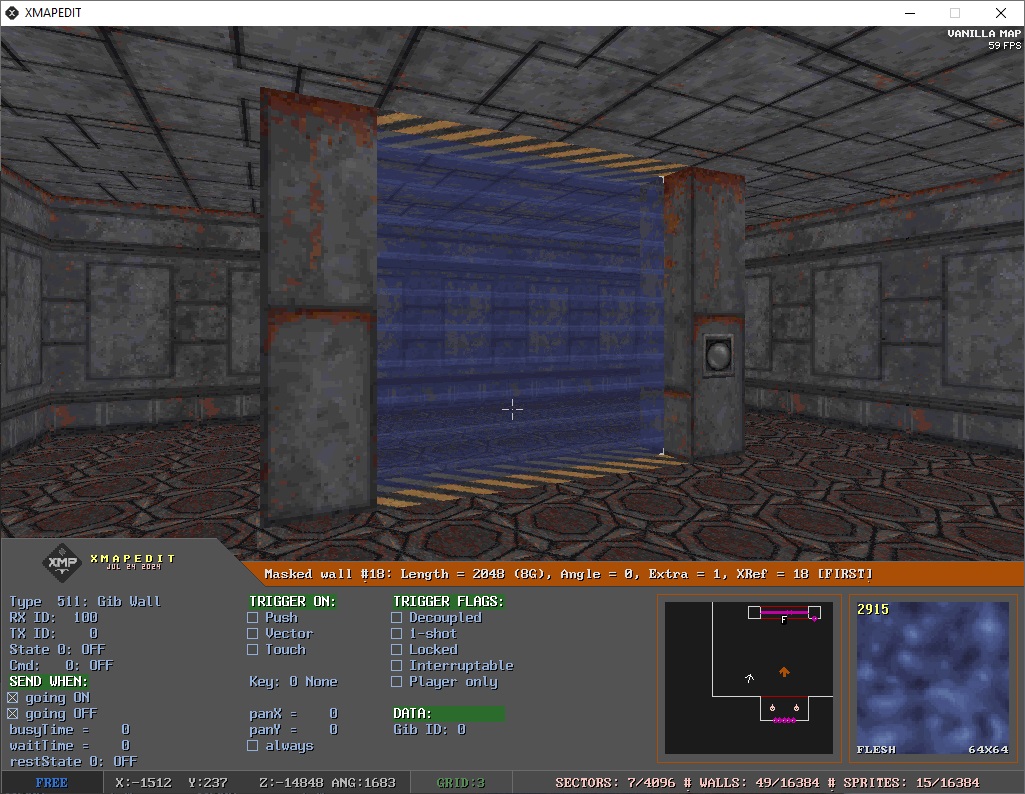 XMAPEDIT
VANILLA MAP
59 FPS
XMP
XMAPEDIT
JUL 24 2024
Masked wall #18: Length = 2048 (8G), Angle = 0, Extra = 1, XRef = 18 [FIRST]
Type 511: Gib Wall
RX ID: 100
TX ID: 0
State 0: OFF
Cmd: 0: OFF
SEND WHEN:
going ON
going OFF
busyTime = 0
waitTime = 0
restState 0: OFF
TRIGGER ON:
Push
Vector
Touch
Key: 0 None
panX = 0
panY = 0
always
TRIGGER FLAGS:
Decoupled
1-shot
Locked
Interruptable
Player only
DATA:
Gib ID: 0
F
2915
FLESH 64X64
FREE
X:-1512 Y:237 Z:-14848 ANG:1683
GRID:3
SECTORS: 7/4096 # WALLS: 49/16384 # SPRITES: 15/16384